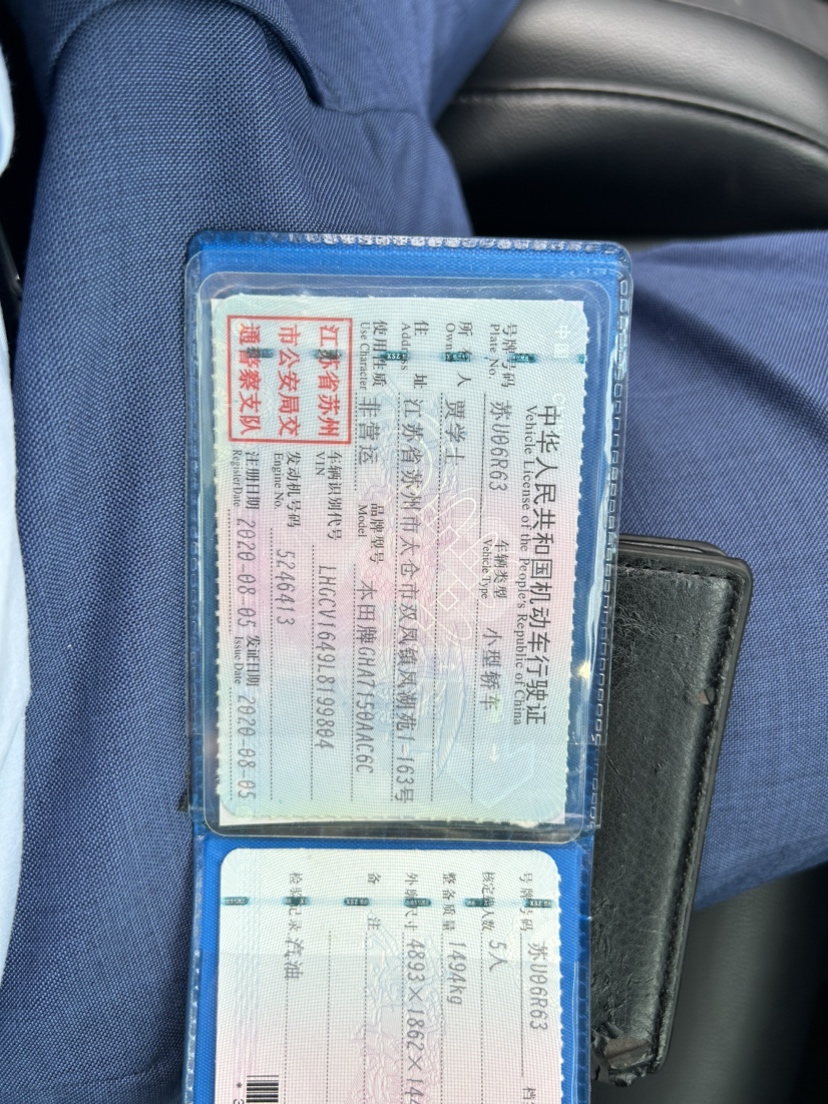 中华人民共和国机动车行驶证
Vehicle License of the People's Republic of China
号牌号码 苏U06R63 车辆类型 小型轿车
Plate No. Vehicle Type
所有人 贾学士
Owner
住址 江苏省苏州市太仓市双凤镇凤湖苑1-163号
Address
使用性质 非营运 品牌型号 本田牌GHA7150AAC6C
Use Character Model
江苏省苏州
市公安局交
通警察支队
车辆识别代号 LHGCV1649L8199804
VIN
发动机号码 5246413
Engine No.
注册日期 2020-08-05 发证日期 2020-08-05
Register Date Issue Date
号牌号码 苏U06R63
核定载人数 5人
整备质量 1494kg
外廓尺寸 4893×1862×14
备注
检验记录 汽油